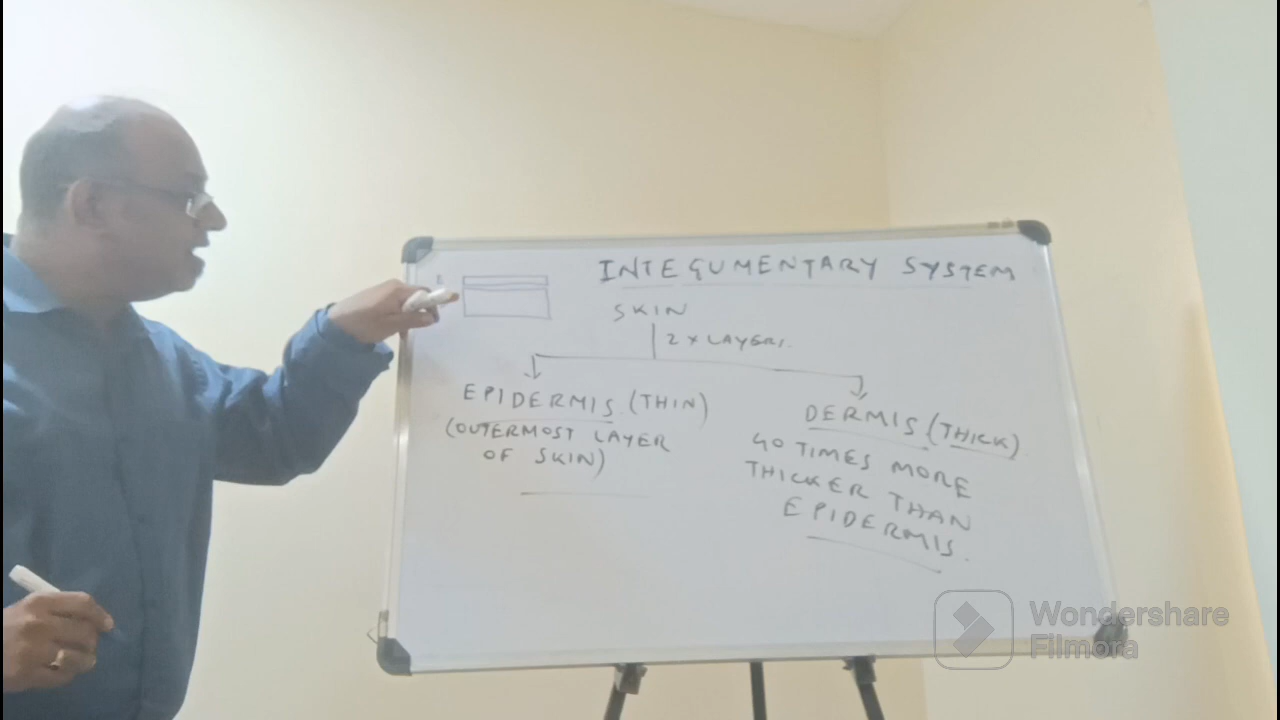 INTEGUMENTARY SYSTEM
SKIN
2 x LAYERS.
EPIDERMIS (THIN)
(OUTERMOST LAYER
OF SKIN)
DERMIS (THICK)
40 TIMES MORE
THICKER THAN
EPIDERMIS.
Wondershare
Filmora